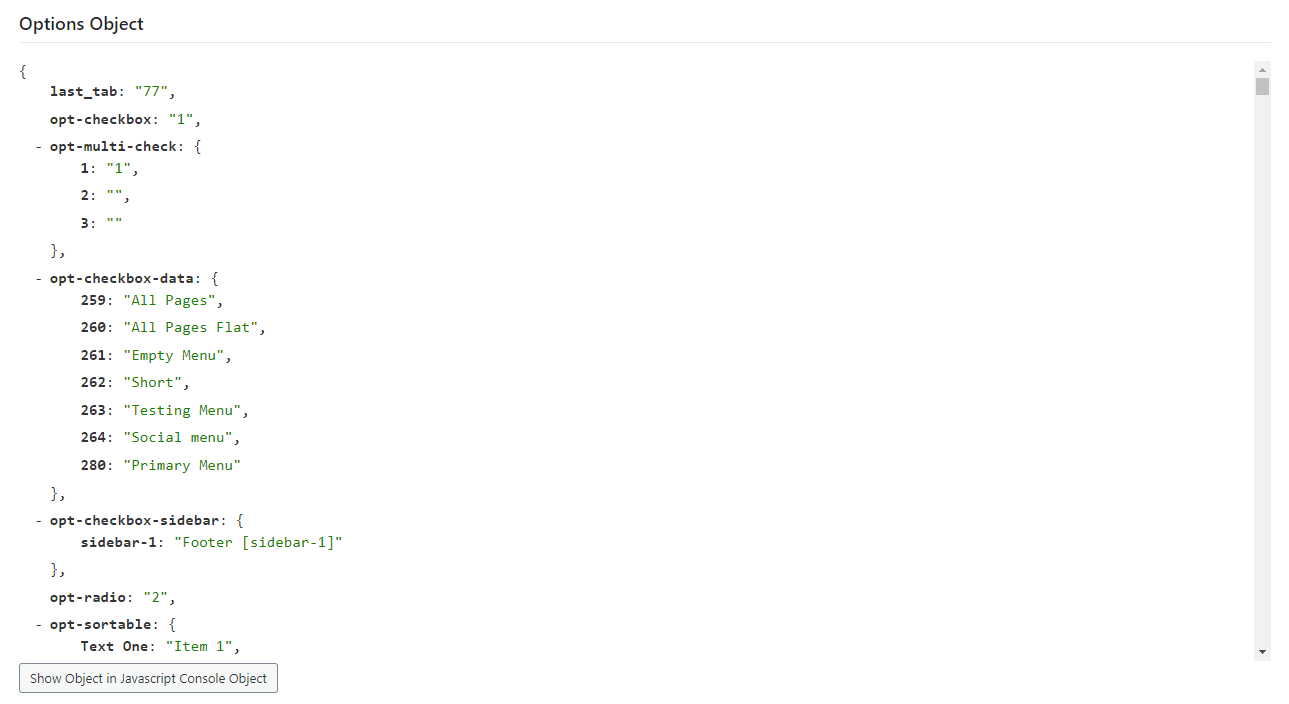 Options Object
{
last_tab: "77",
opt-checkbox: "1",
- opt-multi-check: {
1: "1",
2: "",
3: ""
},
- opt-checkbox-data: {
259: "All Pages",
260: "All Pages Flat",
261: "Empty Menu",
262: "Short",
263: "Testing Menu",
264: "Social menu",
280: "Primary Menu"
},
- opt-checkbox-sidebar: {
sidebar-1: "Footer [sidebar-1]"
},
opt-radio: "2",
- opt-sortable: {
Text One: "Item 1",
Show Object in Javascript Console Object